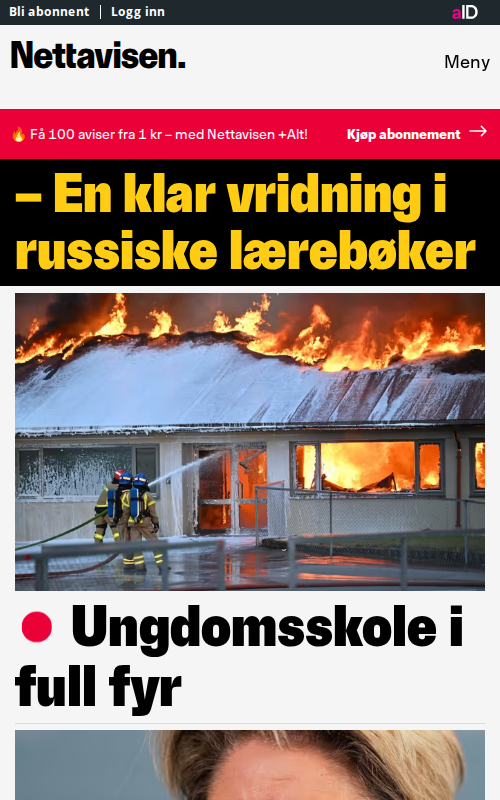 Bli abonnent | Logg inn
aID
Nettavisen.
Meny
🔥 Få 100 aviser fra 1 kr – med Nettavisen +Alt!
Kjøp abonnement →
– En klar vridning i
russiske lærebøker
Ungdomsskole i
full fyr